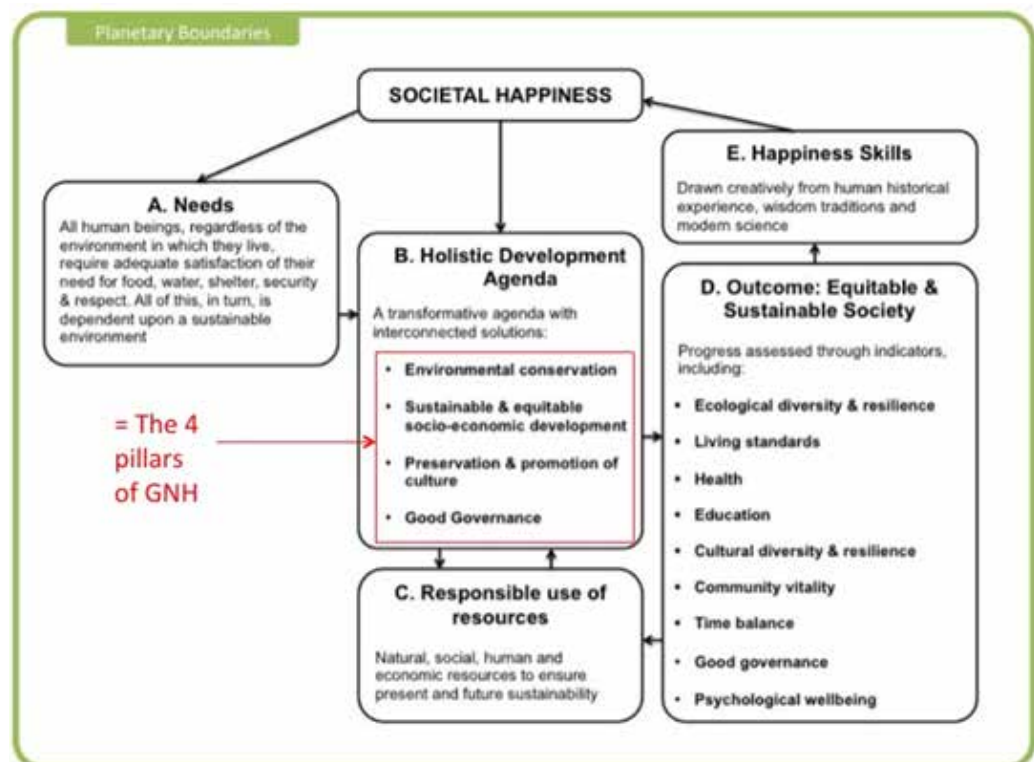 Planetary Boundaries
SOCIETAL HAPPINESS
A. Needs
All human beings, regardless of the
environment in which they live,
require adequate satisfaction of their
need for food, water, shelter, security
& respect. All of this, in turn, is
dependent upon a sustainable
environment
= The 4
pillars
of GNH
B. Holistic Development
Agenda
A transformative agenda with
interconnected solutions:
• Environmental conservation
• Sustainable & equitable
socio-economic development
• Preservation & promotion of
culture
• Good Governance
C. Responsible use of
resources
Natural, social, human and
economic resources to ensure
present and future sustainability
E. Happiness Skills
Drawn creatively from human historical
experience, wisdom traditions and
modern science
D. Outcome: Equitable &
Sustainable Society
Progress assessed through indicators,
including:
• Ecological diversity & resilience
• Living standards
• Health
• Education
• Cultural diversity & resilience
• Community vitality
• Time balance
• Good governance
• Psychological wellbeing